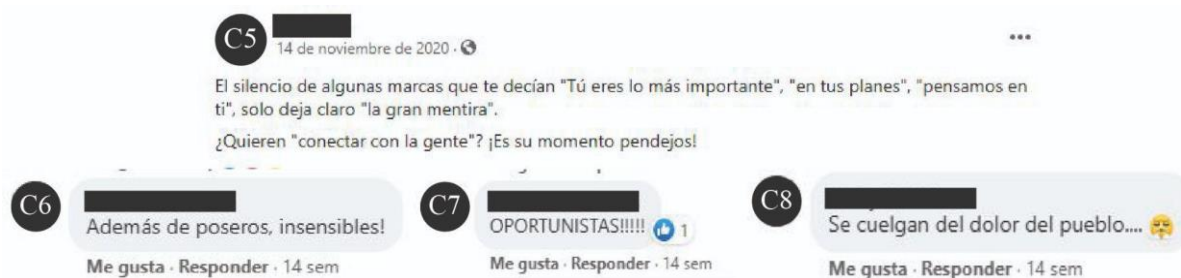 C5
14 de noviembre de 2020 ·
El silencio de algunas marcas que te decían "Tú eres lo más importante", "en tus planes", "pensamos en
ti", solo deja claro "la gran mentira".
¿Quieren "conectar con la gente"? ¡Es su momento pendejos!
C6
Además de poseros, insensibles!
Me gusta · Responder · 14 sem
C7
OPORTUNISTAS!!!!! 1
Me gusta · Responder · 14 sem
C8
Se cuelgan del dolor del pueblo....
Me gusta · Responder · 14 sem